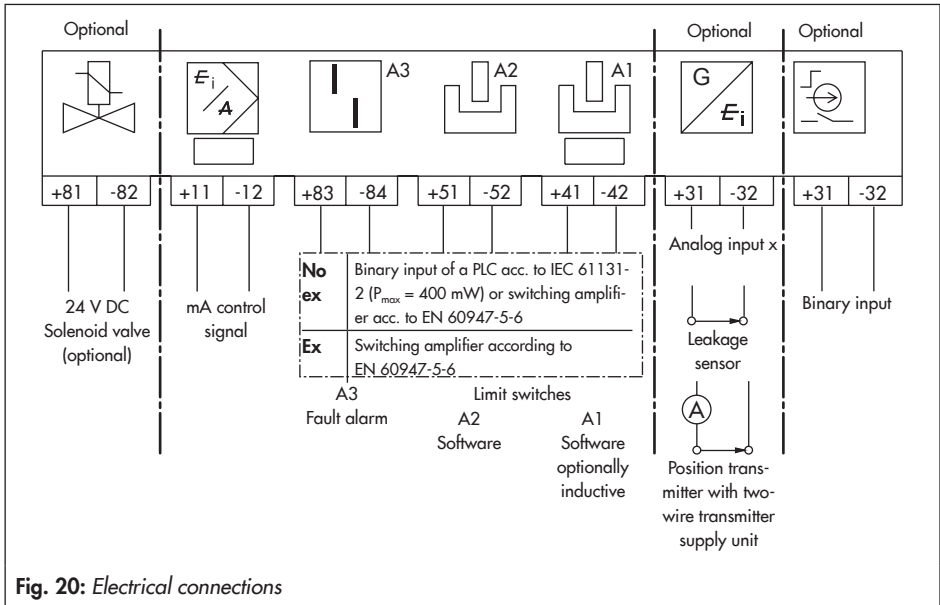 Optional
Optional
Optional
A3
A2
A1
E i
A
G
E i
+81 -82 +11 -12 +83 -84 +51 -52 +41 -42 +31 -32 +31 -32
24 V DC
Solenoid valve
(optional)
mA control
signal
No
ex
Binary input of a PLC acc. to IEC 61131-
2 (Pmax = 400 mW) or switching amplifi-
er acc. to EN 60947-5-6
Ex
Switching amplifier according to
EN 60947-5-6
A3
Fault alarm
Limit switches
A2
Software
A1
Software
optionally
inductive
Analog input x
Leakage
sensor
A
Position trans-
mitter with two-
wire transmitter
supply unit
Binary input
Fig. 20: Electrical connections